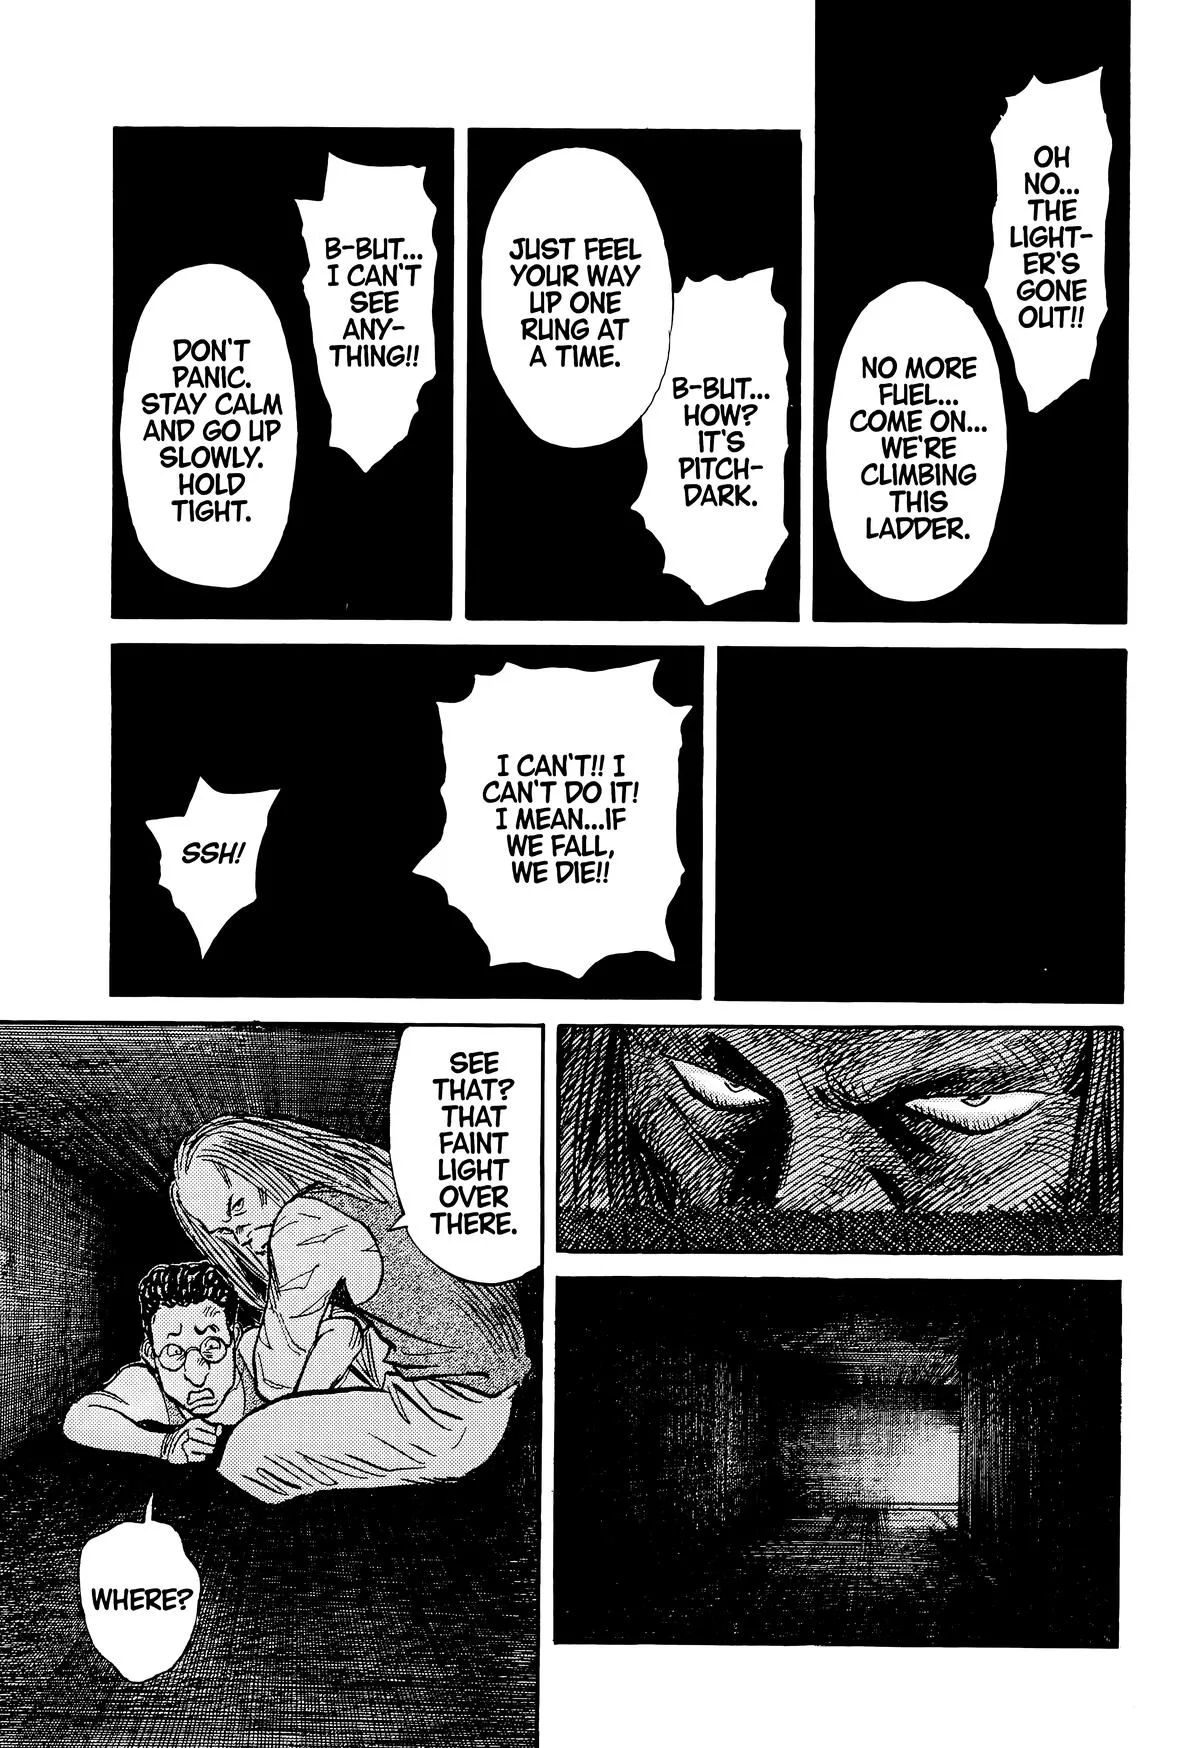 OH
NO...
THE
LIGHT-
ER'S
GONE
OUT!!
NO MORE
FUEL...
COME ON...
WE'RE
CLIMBING
THIS
LADDER.
JUST FEEL
YOUR WAY
UP ONE
RUNG AT
A TIME.
B-BUT...
HOW?
IT'S
PITCH-
DARK.
B-BUT...
I CAN'T
SEE
ANY-
THING!!
DON'T
PANIC.
STAY CALM
AND GO UP
SLOWLY.
HOLD
TIGHT.
I CAN'T!! I
CAN'T DO IT!
I MEAN...IF
WE FALL,
WE DIE!!
SSH!
SEE
THAT?
THAT
FAINT
LIGHT
OVER
THERE.
WHERE?